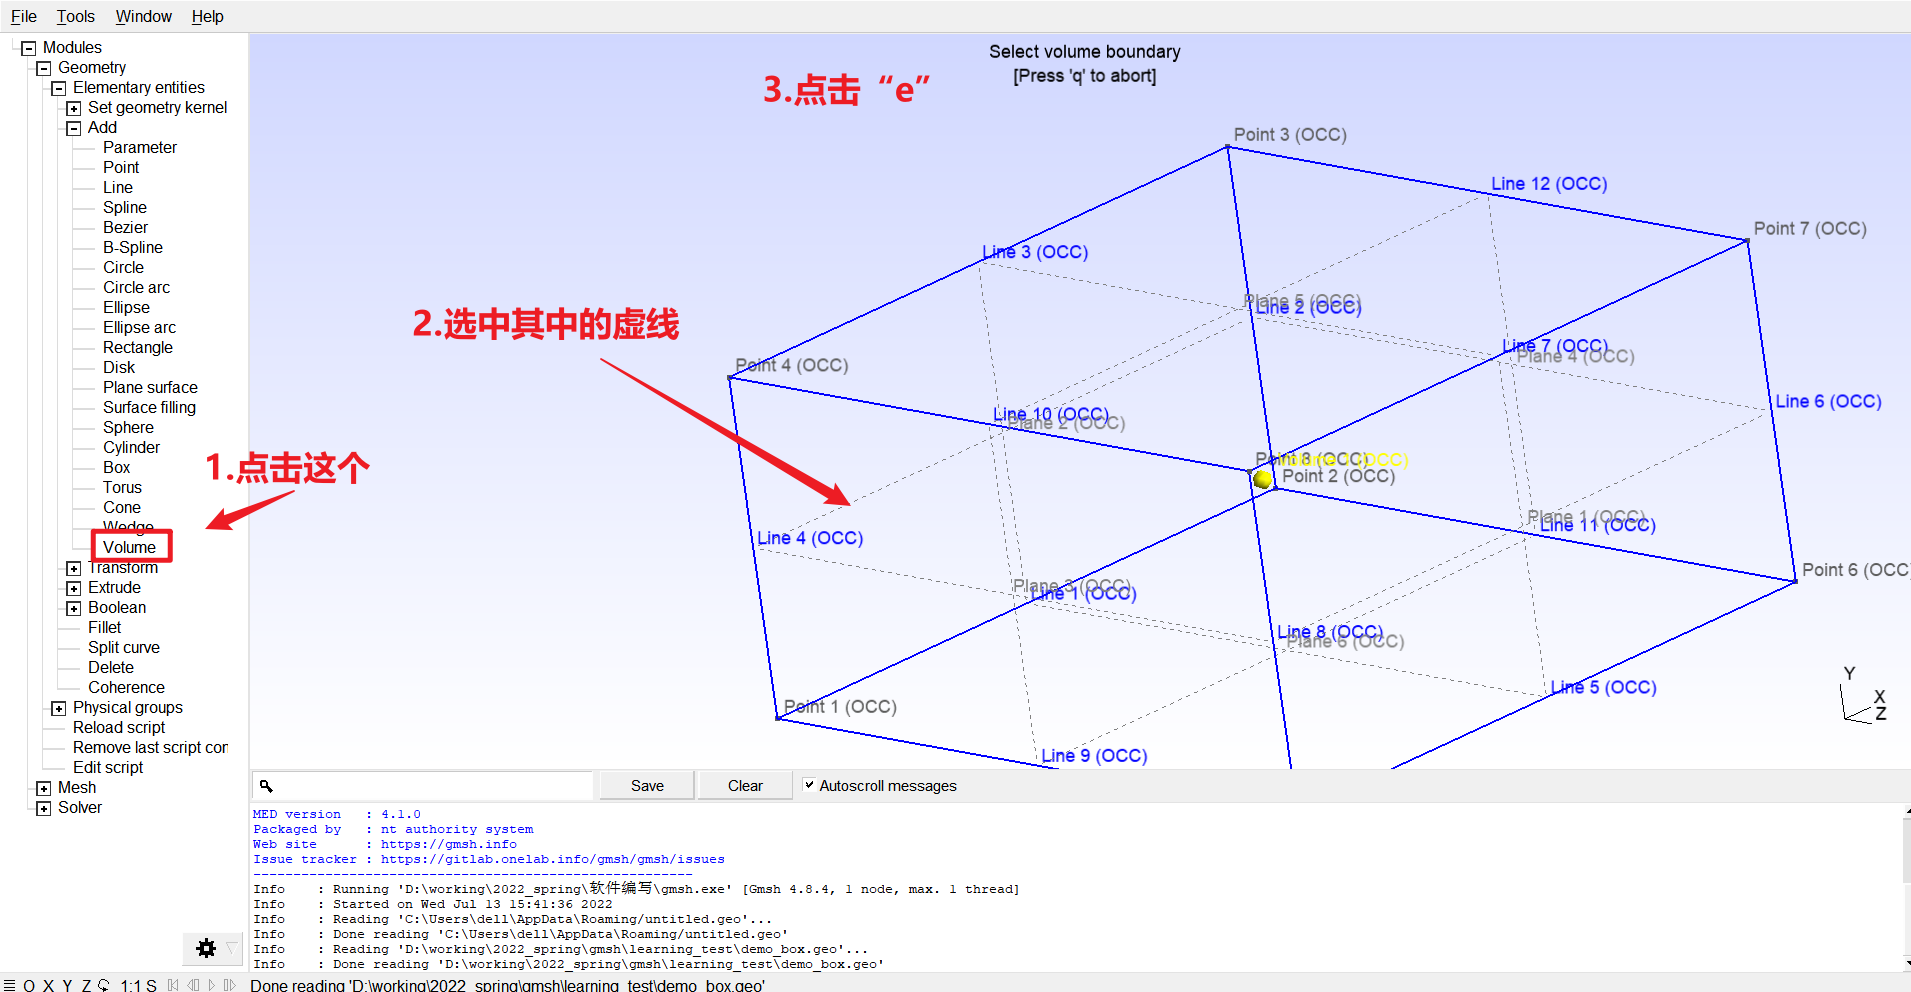 File Tools Window Help
Modules
Geometry
Elementary entities
Set geometry kernel
Add
Parameter
Point
Line
Spline
Bezier
B-Spline
Circle
Circle arc
Ellipse
Ellipse arc
Rectangle
Disk
Plane surface
Surface filling
Sphere
Cylinder
Box
Torus
Cone
Wedge
Volume
Transform
Extrude
Boolean
Fillet
Split curve
Delete
Coherence
Physical groups
Reload script
Remove last script cor
Edit script
Mesh
Solver
1.点击这个
2.选中其中的虚线
3.点击“e”
Select volume boundary
[Press 'q' to abort]
Point 3 (OCC)
Line 12 (OCC)
Point 7 (OCC)
Line 3 (OCC)
Plane 5 (OCC)
Line 2 (OCC)
Line 7 (OCC)
Plane 4 (OCC)
Point 4 (OCC)
Line 6 (OCC)
Line 10 (OCC)
Plane 2 (OCC)
Point 8 (OCC)
Point 2 (OCC)
Plane 1 (OCC)
Line 11 (OCC)
Line 4 (OCC)
Point 6 (OCC
Plane 3 (OCC)
Line 1 (OCC)
Line 8 (OCC)
Plane 6 (OCC)
Line 5 (OCC)
Point 1 (OCC)
Line 9 (OCC)
Y
X
Z
Save Clear Autoscroll messages
MED version : 4.1.0
Packaged by : nt authority system
Web site : https://gmsh.info
Issue tracker : https://gitlab.onelab.info/gmsh/gmsh/issues
-------------------------------------------------------
Info : Running 'D:\working\2022_spring\软件编写\gmsh.exe' [Gmsh 4.8.4, 1 node, max. 1 thread]
Info : Started on Wed Jul 13 15:41:36 2022
Info : Reading 'C:\Users\dell\AppData\Roaming/untitled.geo'...
Info : Done reading 'C:\Users\dell\AppData\Roaming/untitled.geo'
Info : Reading 'D:\working\2022_spring\gmsh\learning_test\demo_box.geo'...
Info : Done reading 'D:\working\2022_spring\gmsh\learning_test\demo_box.geo'
O X Y Z 1:1 S Done reading 'D:\working\2022_spring\gmsh\learning_test\demo_box.geo'